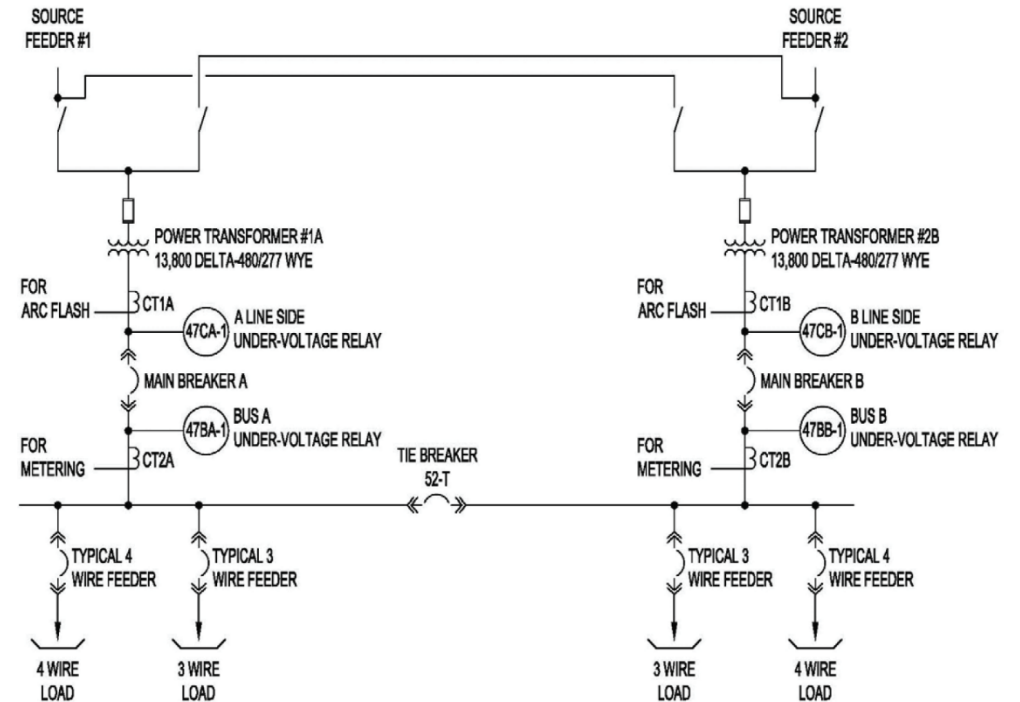 SOURCE
FEEDER #1
SOURCE
FEEDER #2
POWER TRANSFORMER #1A
13,800 DELTA-480/277 WYE
POWER TRANSFORMER #2B
13,800 DELTA-480/277 WYE
FOR
ARC FLASH
CT1A
47CA-1
A LINE SIDE
UNDER-VOLTAGE RELAY
FOR
ARC FLASH
CT1B
47CB-1
B LINE SIDE
UNDER-VOLTAGE RELAY
MAIN BREAKER A
MAIN BREAKER B
47BA-1
BUS A
UNDER-VOLTAGE RELAY
FOR
METERING
CT2A
TIE BREAKER
52-T
47BB-1
BUS B
UNDER-VOLTAGE RELAY
FOR
METERING
CT2B
TYPICAL 4
WIRE FEEDER
TYPICAL 3
WIRE FEEDER
TYPICAL 3
WIRE FEEDER
TYPICAL 4
WIRE FEEDER
4 WIRE
LOAD
3 WIRE
LOAD
3 WIRE
LOAD
4 WIRE
LOAD